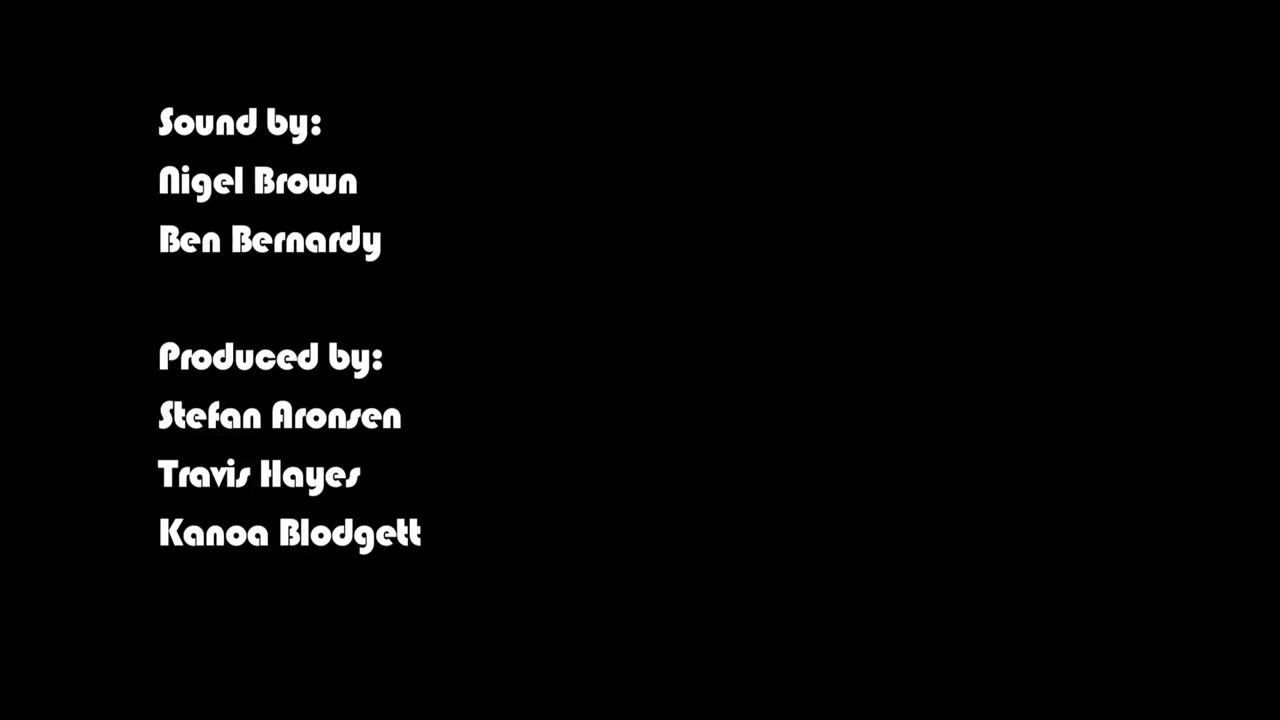 Sound by:
Nigel Brown
Ben Bernardy
Produced by:
Stefan Aronsen
Travis Hayes
Kanoa Blodgett